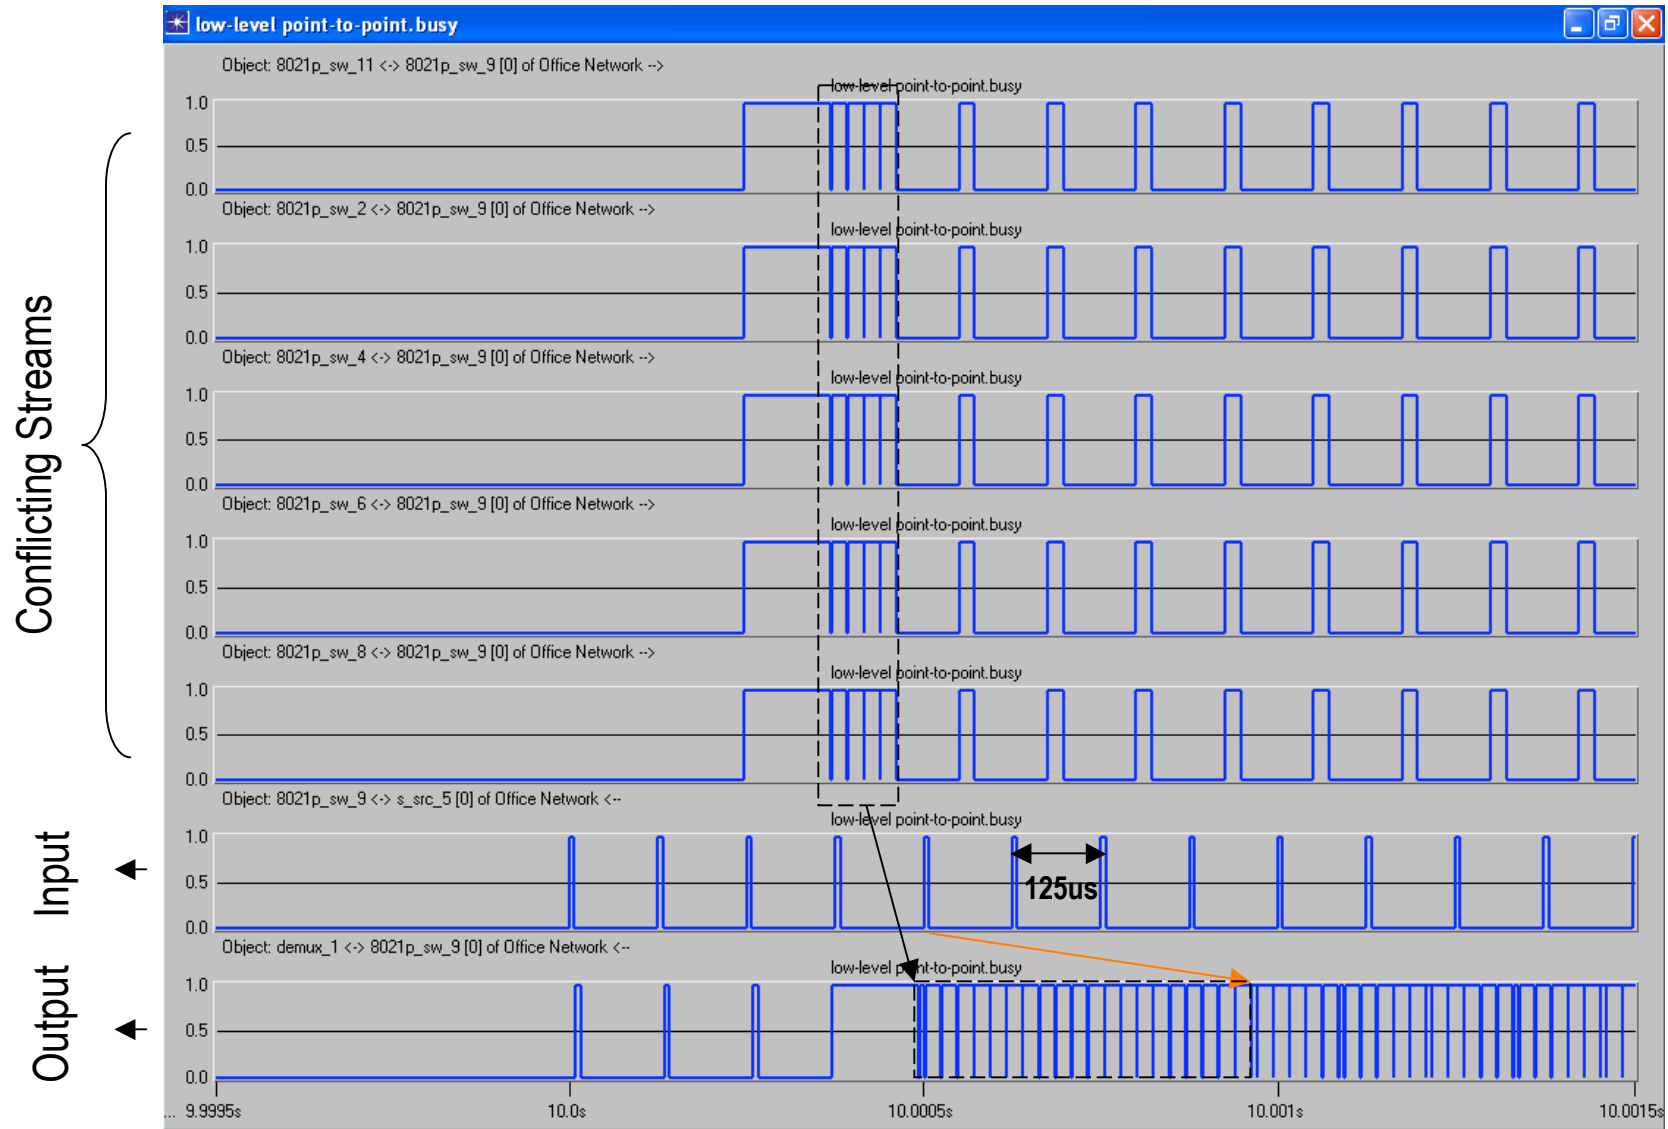 low-level point-to-point.busy
Object: 8021p_sw_11 <-> 8021p_sw_9 [0] of Office Network -->
low-level point-to-point.busy
1.0
0.5
0.0
Object: 8021p_sw_2 <-> 8021p_sw_9 [0] of Office Network -->
low-level point-to-point.busy
1.0
0.5
0.0
Object: 8021p_sw_4 <-> 8021p_sw_9 [0] of Office Network -->
low-level point-to-point.busy
1.0
0.5
0.0
Object: 8021p_sw_6 <-> 8021p_sw_9 [0] of Office Network -->
low-level point-to-point.busy
1.0
0.5
0.0
Object: 8021p_sw_8 <-> 8021p_sw_9 [0] of Office Network -->
low-level point-to-point.busy
1.0
0.5
0.0
Conflicting Streams
Object: 8021p_sw_9 <-> s_src_5 [0] of Office Network <--
low-level point-to-point.busy
1.0
0.5
0.0
125us
Input
Object: demux_1 <-> 8021p_sw_9 [0] of Office Network <--
low-level point-to-point.busy
1.0
0.5
0.0
Output
... 9.9995s 10.0s 10.0005s 10.001s 10.0015s